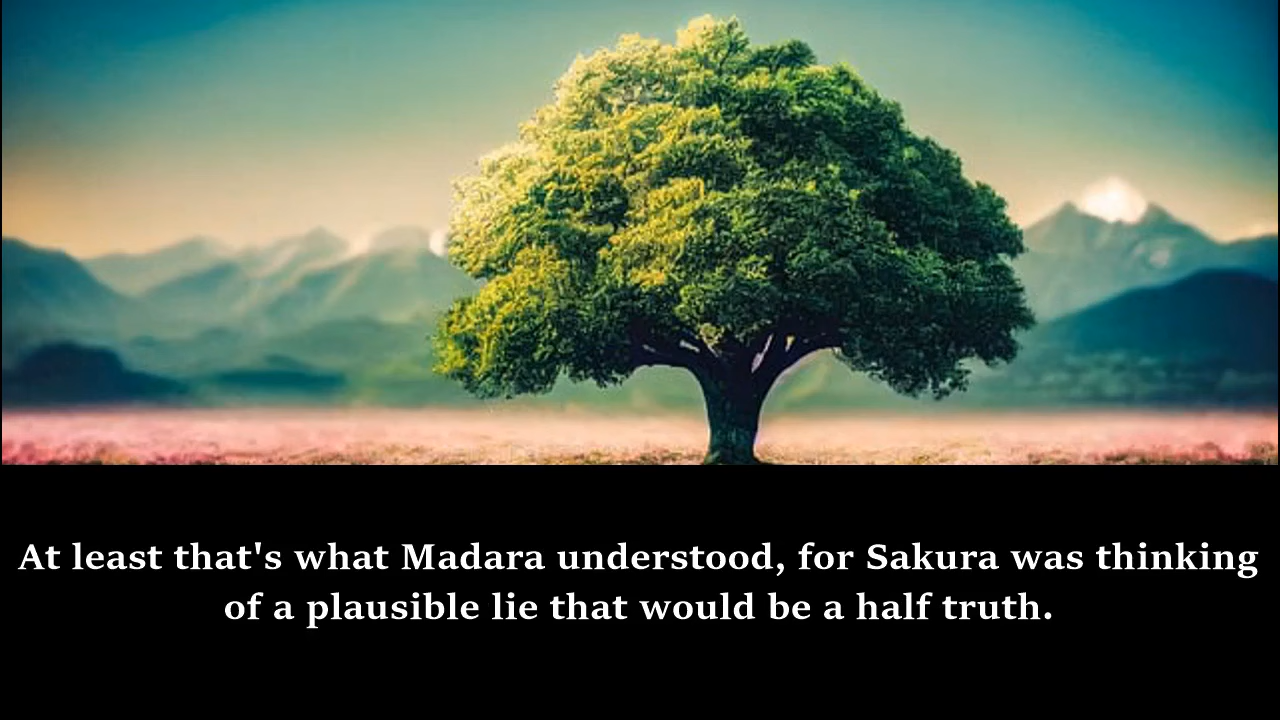 At least that's what Madara understood, for Sakura was thinking
of a plausible lie that would be a half truth.